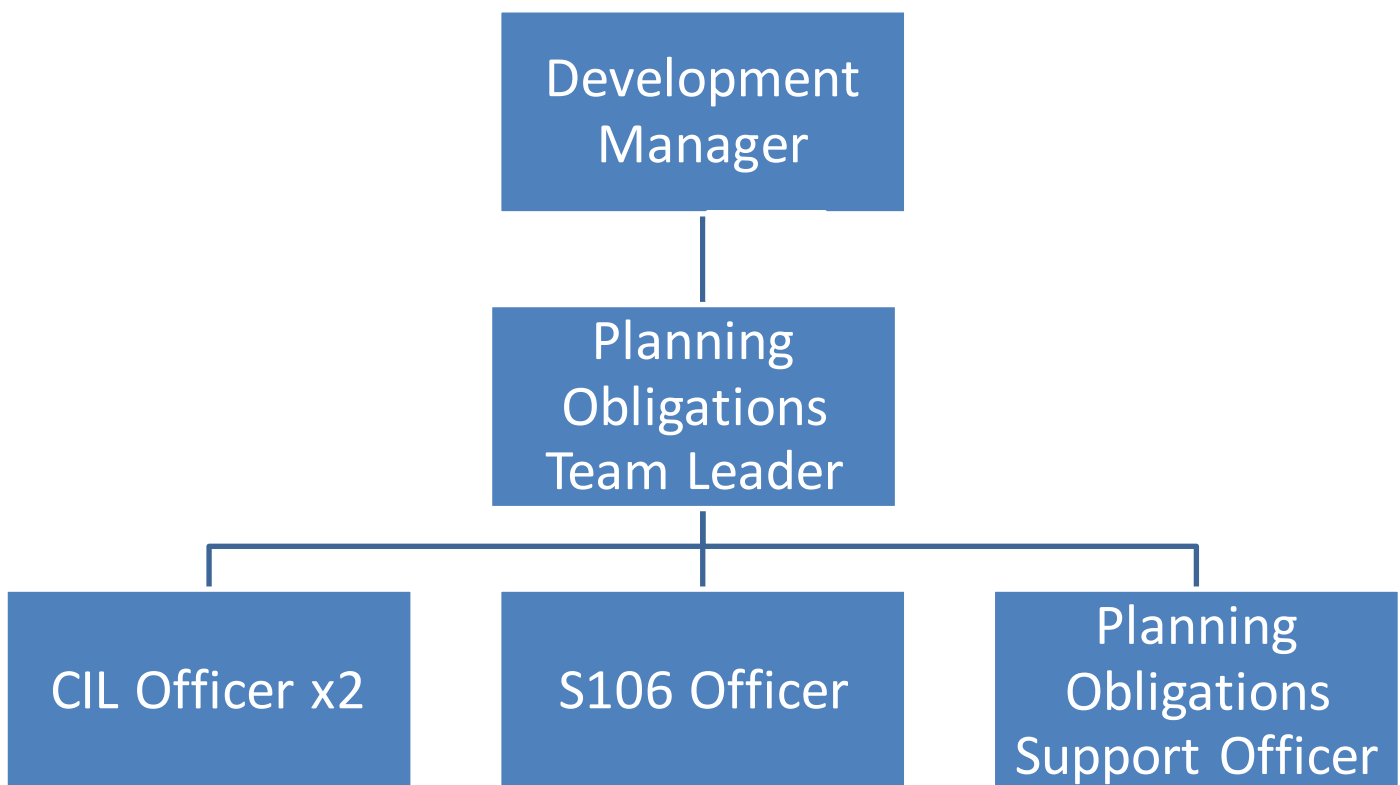 Development
Manager
Planning
Obligations
Team Leader
CIL Officer x2
S106 Officer
Planning
Obligations
Support Officer